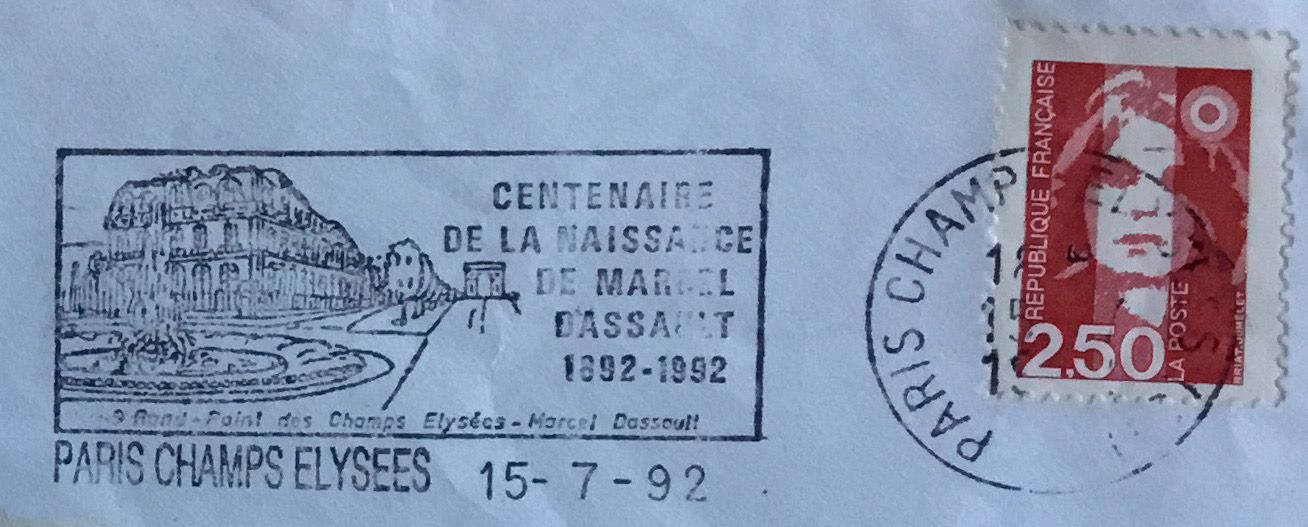 CENTENAIRE
DE LA NAISSANCE
DE MARCEL
DASSAULT
1892-1992
9 Rond-Point des Champs Elysées - Marcel Dassault
PARIS CHAMPS ELYSEES 15-7-92
PARIS CHAMP
REPUBLIQUE FRANÇAISE
2,50
LA POSTE
BRIAT.JUMELET